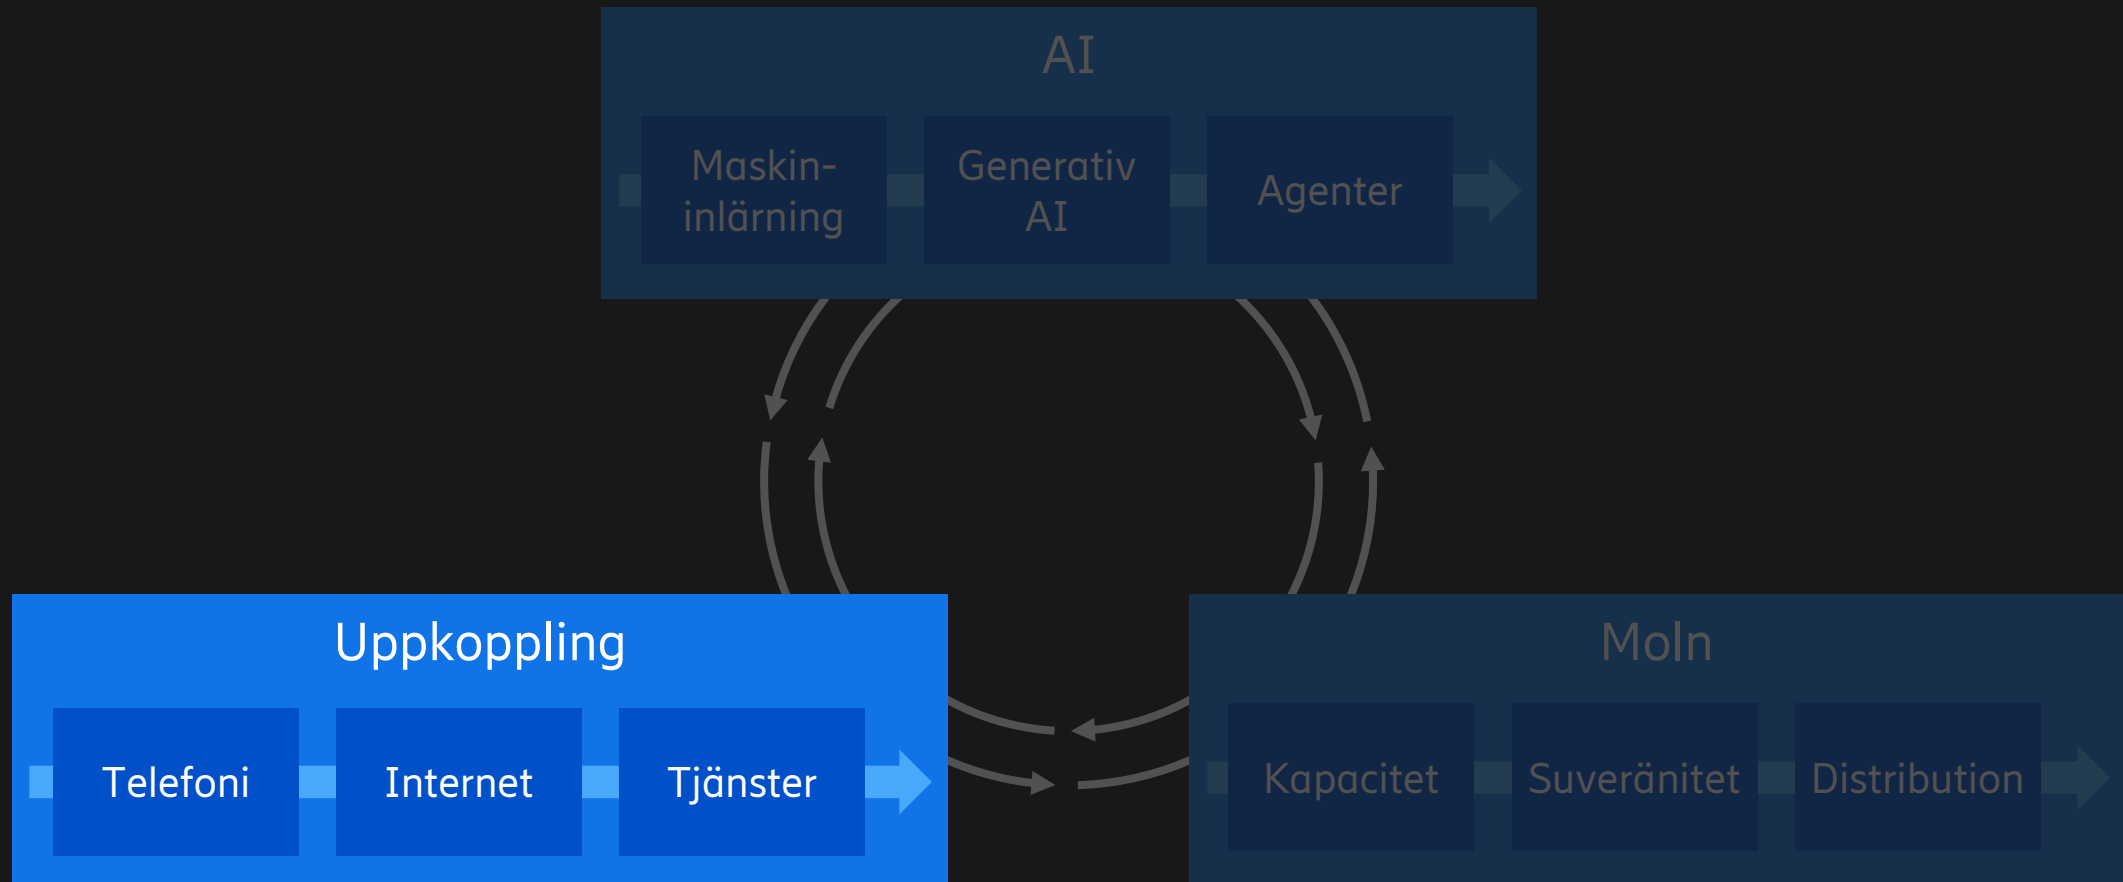 AI
Maskin-
inlärning
Generativ
AI
Agenter
Uppkoppling
Telefoni
Internet
Tjänster
Moln
Kapacitet
Suveränitet
Distribution